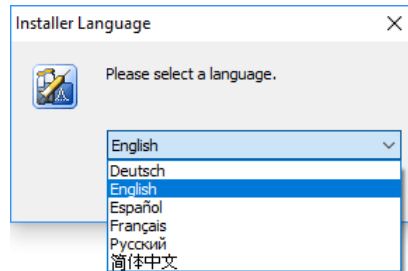 Installer Language
Please select a language.
English
Deutsch
English
Español
Français
Русский
简体中文